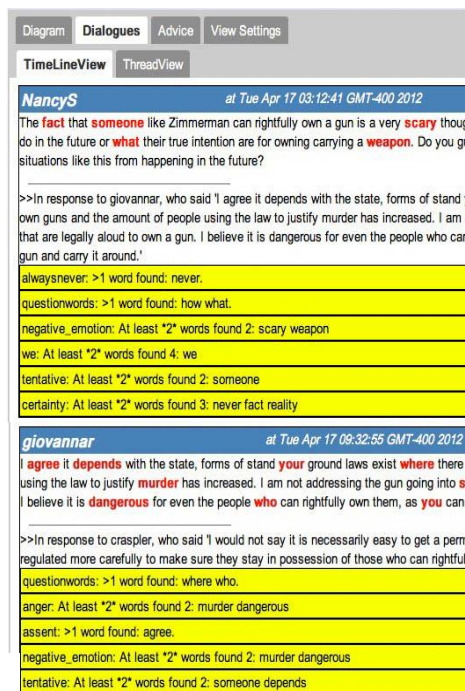 Diagram Dialogues Advice View Settings
TimeLineView ThreadView
NancyS at Tue Apr 17 03:12:41 GMT-400 2012
The fact that someone like Zimmerman can rightfully own a gun is a very scary thoug
do in the future or what their true intention are for owning carrying a weapon. Do you gu
situations like this from happening in the future?
>>In response to giovannar, who said 'I agree it depends with the state, forms of stand y
own guns and the amount of people using the law to justify murder has increased. I am
that are legally aloud to own a gun. I believe it is dangerous for even the people who car
gun and carry it around.'
alwaysnever: >1 word found: never.
questionwords: >1 word found: how what.
negative_emotion: At least *2* words found 2: scary weapon
we: At least *2* words found 4: we
tentative: At least *2* words found 2: someone
certainty: At least *2* words found 3: never fact reality
giovannar at Tue Apr 17 09:32:55 GMT-400 2012
I agree it depends with the state, forms of stand your ground laws exist where there
using the law to justify murder has increased. I am not addressing the gun going into s
I believe it is dangerous for even the people who can rightfully own them, as you can
>>In response to craspler, who said 'I would not say it is necessarily easy to get a perm
regulated more carefully to make sure they stay in possession of those who can rightful
questionwords: >1 word found: where who.
anger: At least *2* words found 2: murder dangerous
assent: >1 word found: agree.
negative_emotion: At least *2* words found 2: murder dangerous
tentative: At least *2* words found 2: someone depends